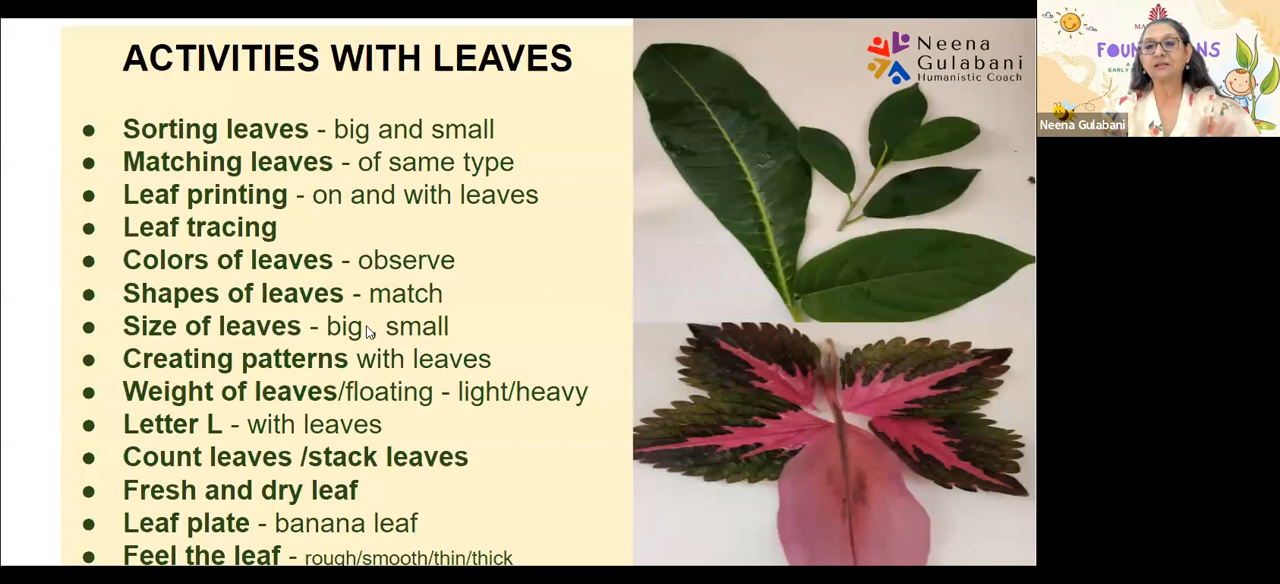 ACTIVITIES WITH LEAVES
● Sorting leaves - big and small
● Matching leaves - of same type
● Leaf printing - on and with leaves
● Leaf tracing
● Colors of leaves - observe
● Shapes of leaves - match
● Size of leaves - big, small
● Creating patterns with leaves
● Weight of leaves/floating - light/heavy
● Letter L - with leaves
● Count leaves /stack leaves
● Fresh and dry leaf
● Leaf plate - banana leaf
● Feel the leaf - rough/smooth/thin/thick
Neena
Gulabani
Humanistic Coach
Neena Gulabani